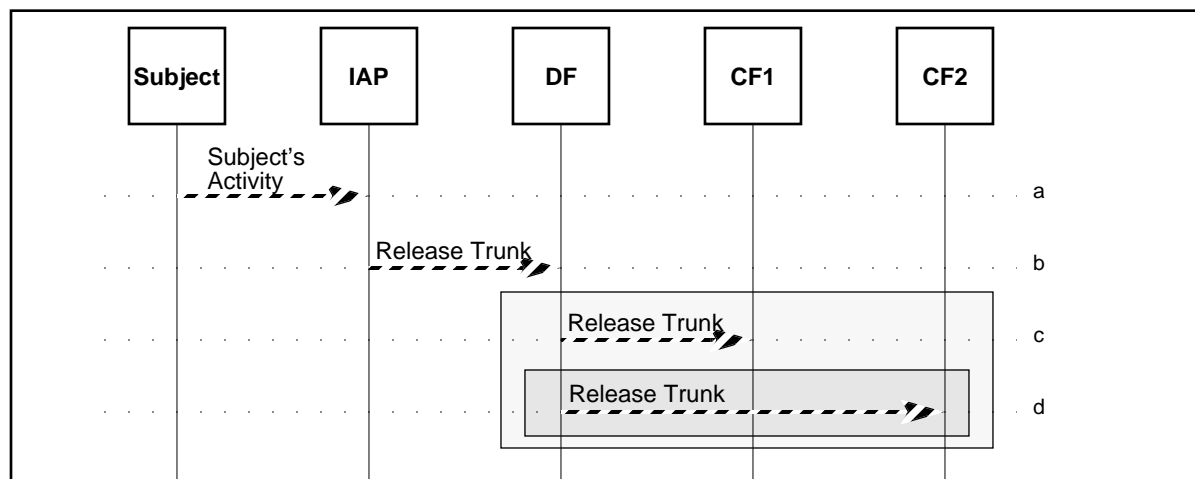 Subject IAP DF CF1 CF2
Subject's
Activity
a
Release Trunk
b
Release Trunk
c
Release Trunk
d